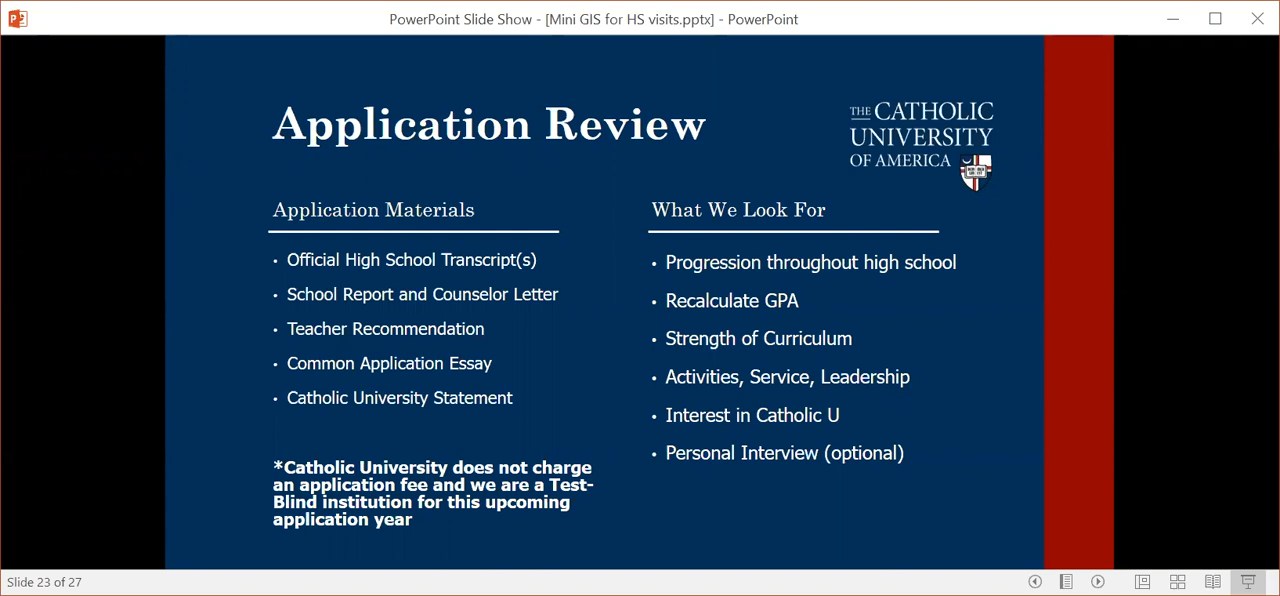 PowerPoint Slide Show - [Mini GIS for HS visits.pptx] - PowerPoint
Application Review
THE CATHOLIC
UNIVERSITY
OF AMERICA
Application Materials
• Official High School Transcript(s)
• School Report and Counselor Letter
• Teacher Recommendation
• Common Application Essay
• Catholic University Statement
*Catholic University does not charge
an application fee and we are a Test-
Blind institution for this upcoming
application year
What We Look For
• Progression throughout high school
• Recalculate GPA
• Strength of Curriculum
• Activities, Service, Leadership
• Interest in Catholic U
• Personal Interview (optional)
Slide 23 of 27